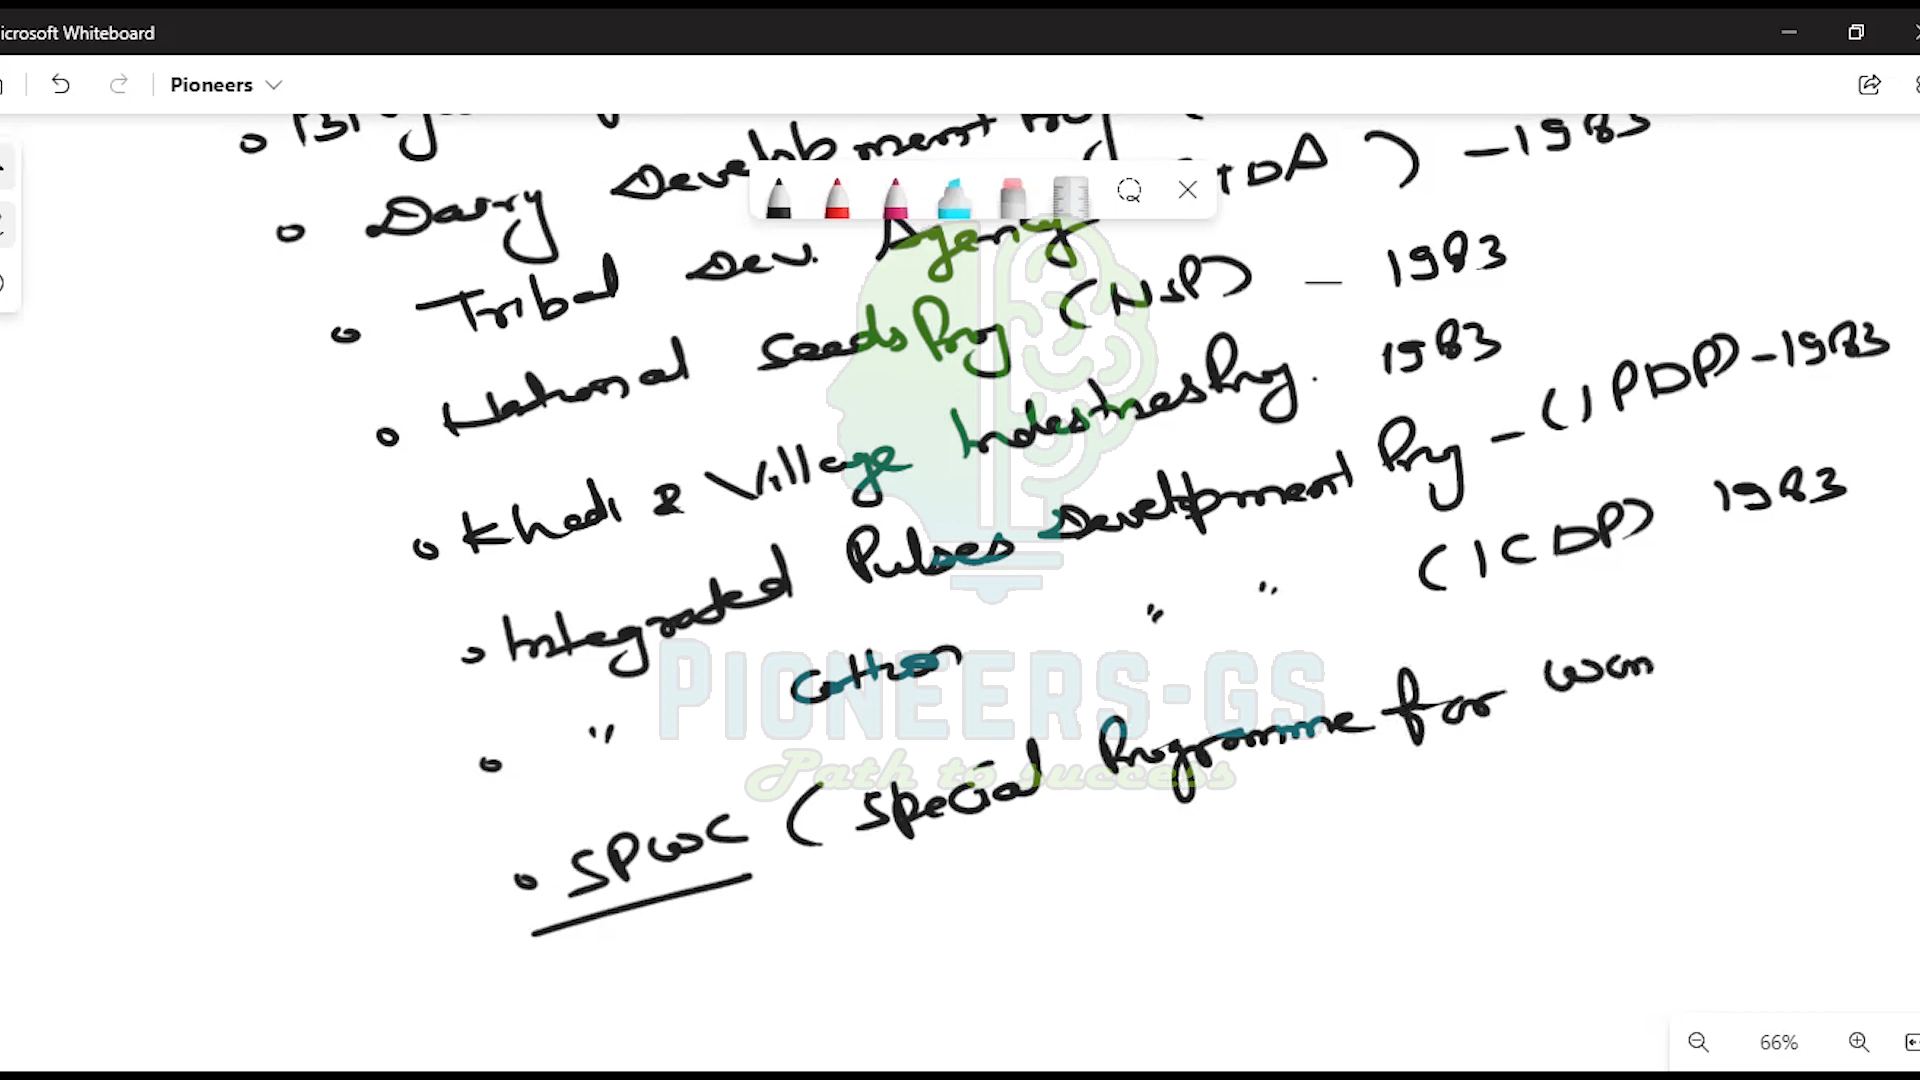 icrosoft Whiteboard
Pioneers
Dairy Development
Tribal Dev. Agency (TDA) - 1983
National Seeds Prog (NSP) - 1983
Khadi & Village Industries Prog. 1983
Integrated Pulses Development Prog - (IPDP) - 1983
" Cotton " " (ICDP) 1983
SPWC (Special Programme for wom
PIONEERS-GS
Path to success
66%